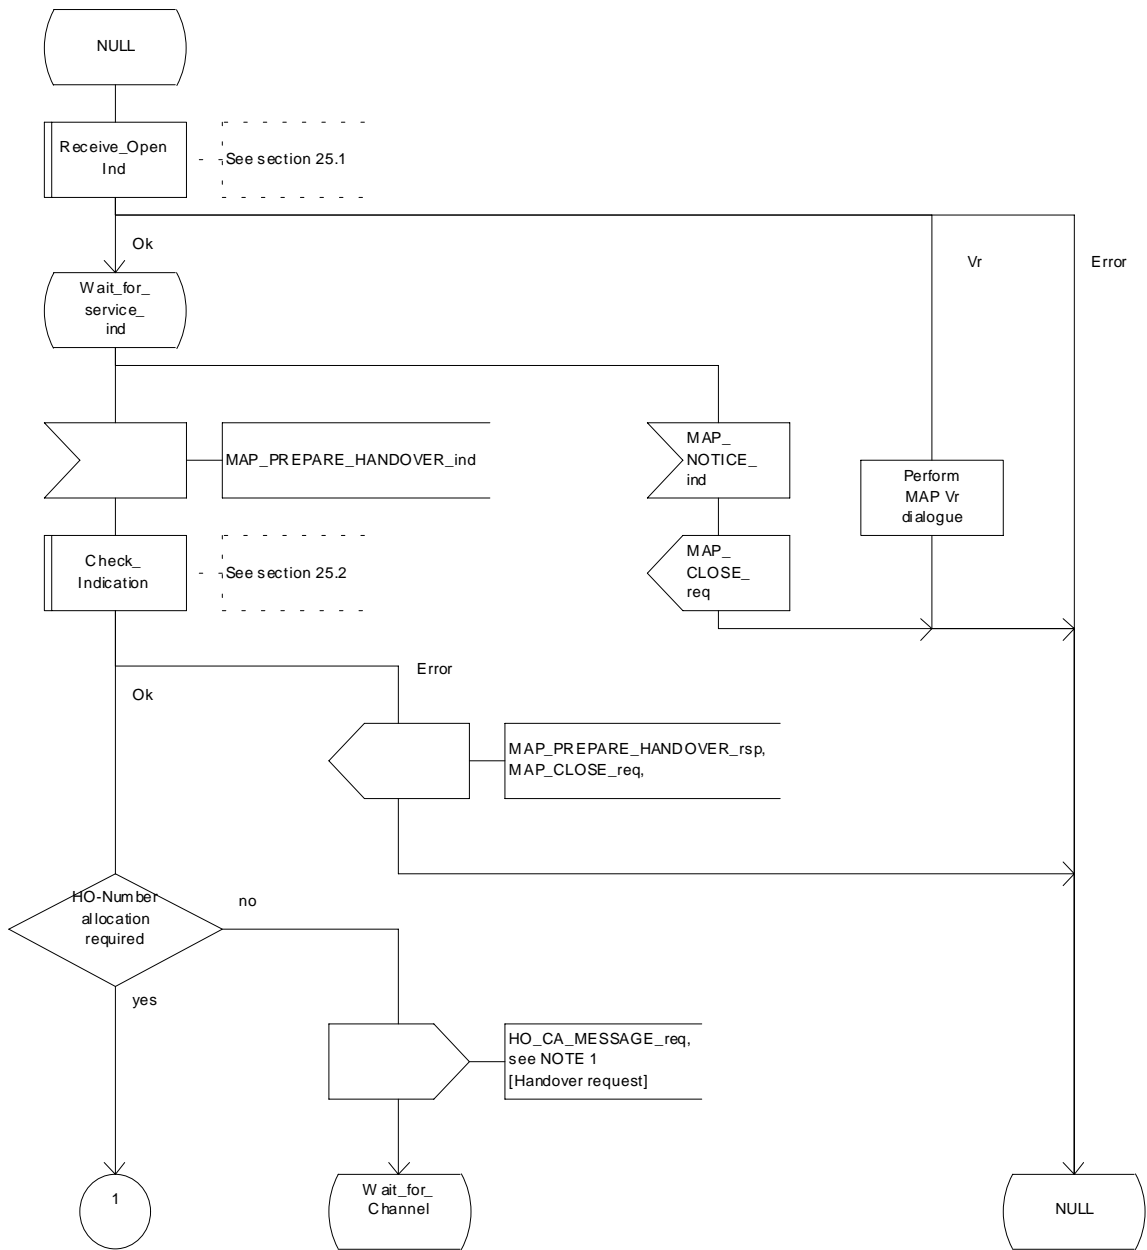 NULL
Receive_Open
Ind
See section 25.1
Ok
Vr
Error
Wait_for_
service_
ind
MAP_PREPARE_HANDOVER_ind
MAP_
NOTICE_
ind
Perform
MAP Vr
dialogue
Check_
Indication
See section 25.2
MAP_
CLOSE_
req
Error
Ok
MAP_PREPARE_HANDOVER_rsp,
MAP_CLOSE_req,
HO-Number
allocation
required
no
yes
HO_CA_MESSAGE_req,
see NOTE 1
[Handover request]
1
Wait_for_
Channel
NULL